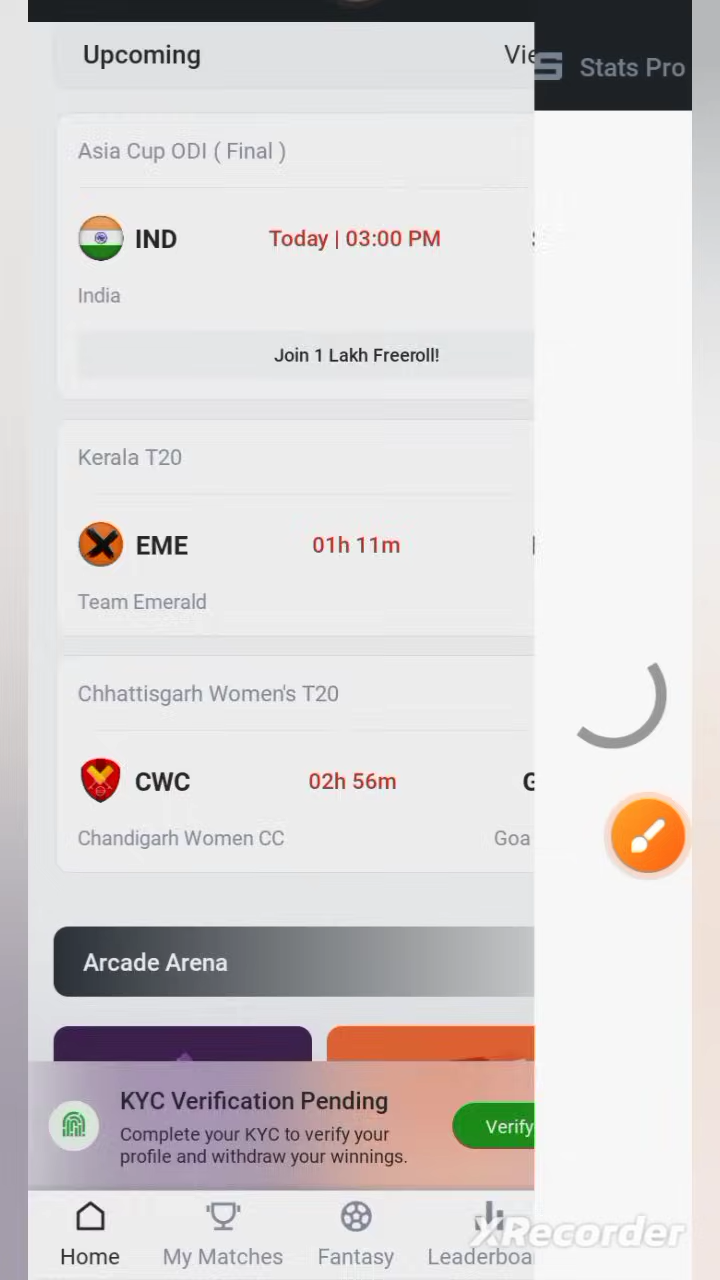 Upcoming
Stats Pro
Asia Cup ODI ( Final )
IND
Today | 03:00 PM
India
Join 1 Lakh Freeroll!
Kerala T20
EME
01h 11m
Team Emerald
Chhattisgarh Women's T20
CWC
02h 56m
Chandigarh Women CC
Goa
Arcade Arena
KYC Verification Pending
Complete your KYC to verify your
profile and withdraw your winnings.
Verify
Home
My Matches
Fantasy
Leaderboa
XRecorder